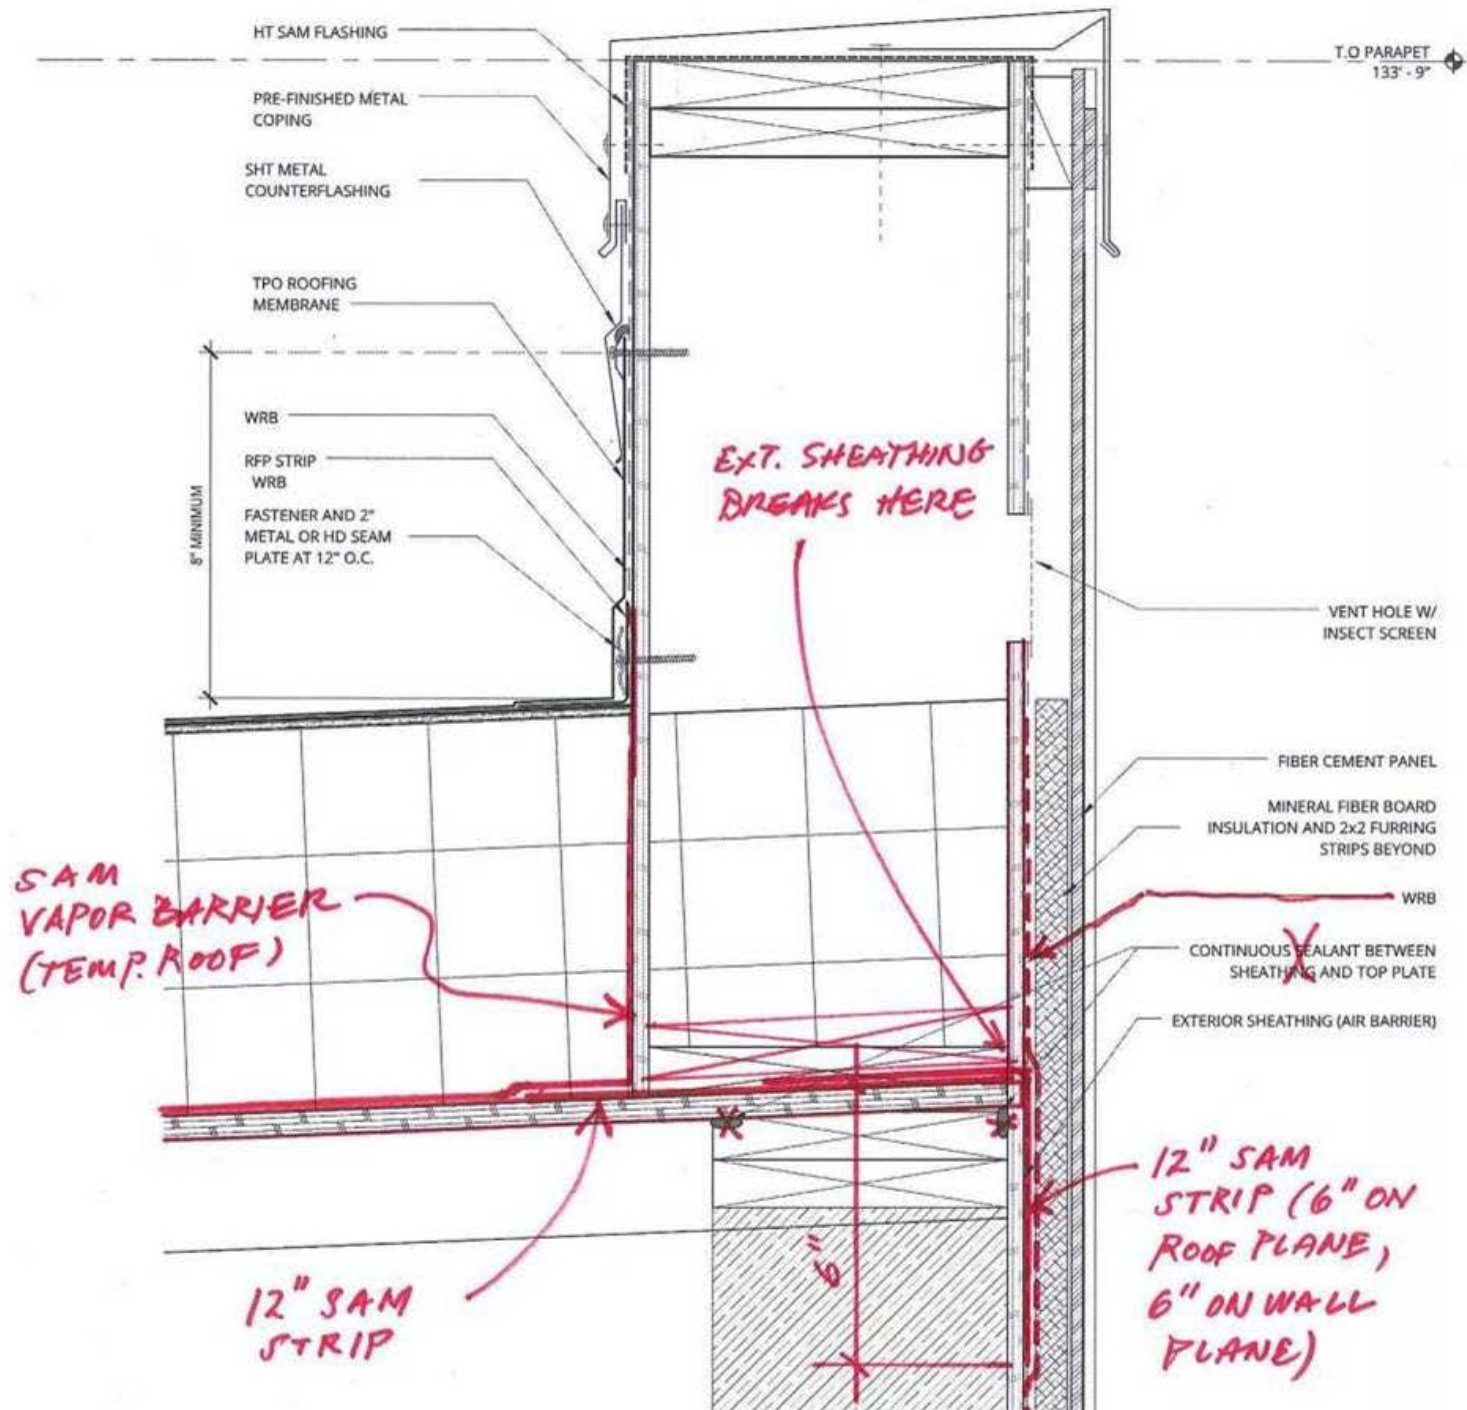 HT SAM FLASHING
PRE-FINISHED METAL
COPING
SHT METAL
COUNTERFLASHING
TPO ROOFING
MEMBRANE
WRB
RFP STRIP
WRB
FASTENER AND 2"
METAL OR HD SEAM
PLATE AT 12" O.C.
8" MINIMUM
T.O PARAPET
133' - 9"
EXT. SHEATHING
BREAKS HERE
VENT HOLE W/
INSECT SCREEN
FIBER CEMENT PANEL
MINERAL FIBER BOARD
INSULATION AND 2x2 FURRING
STRIPS BEYOND
WRB
CONTINUOUS SEALANT BETWEEN
SHEATHING AND TOP PLATE
EXTERIOR SHEATHING (AIR BARRIER)
SAM
VAPOR BARRIER
(TEMP. ROOF)
12" SAM
STRIP
6"
12" SAM
STRIP (6" ON
ROOF PLANE,
6" ON WALL
PLANE)